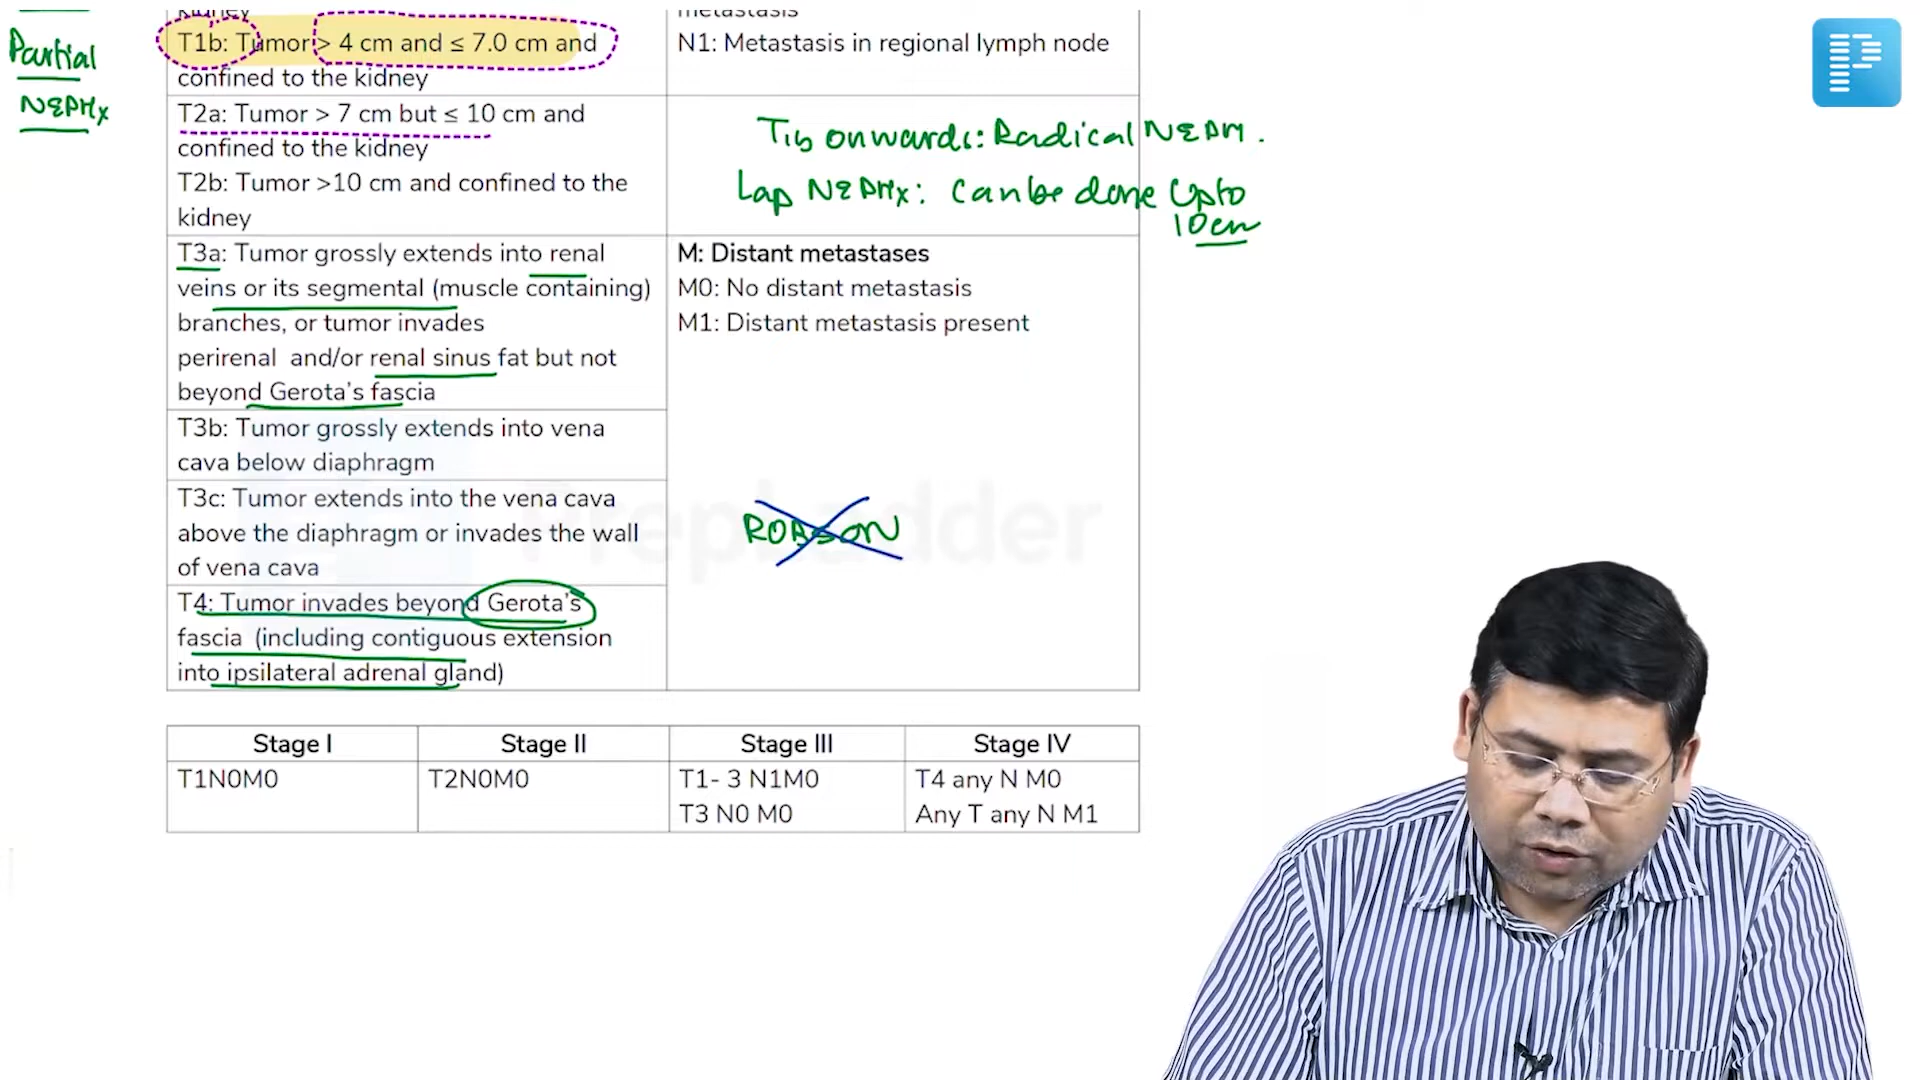 Partial
NEPHx
kidney
T1b: Tumor > 4 cm and ≤ 7.0 cm and
confined to the kidney
T2a: Tumor > 7 cm but ≤ 10 cm and
confined to the kidney
T2b: Tumor >10 cm and confined to the
kidney
T3a: Tumor grossly extends into renal
veins or its segmental (muscle containing)
branches, or tumor invades
perirenal and/or renal sinus fat but not
beyond Gerota's fascia
T3b: Tumor grossly extends into vena
cava below diaphragm
T3c: Tumor extends into the vena cava
above the diaphragm or invades the wall
of vena cava
T4: Tumor invades beyond Gerota's
fascia (including contiguous extension
into ipsilateral adrenal gland)
metastasis
N1: Metastasis in regional lymph node
T1b onwards: Radical NEPH.
Lap NEPHx: Can be done Upto
10cm
M: Distant metastases
M0: No distant metastasis
M1: Distant metastasis present
ROBSON
PrepLadder
Stage I Stage II Stage III Stage IV
T1N0M0 T2N0M0 T1- 3 N1M0 T4 any N M0
T3 N0 M0 Any T any N M1